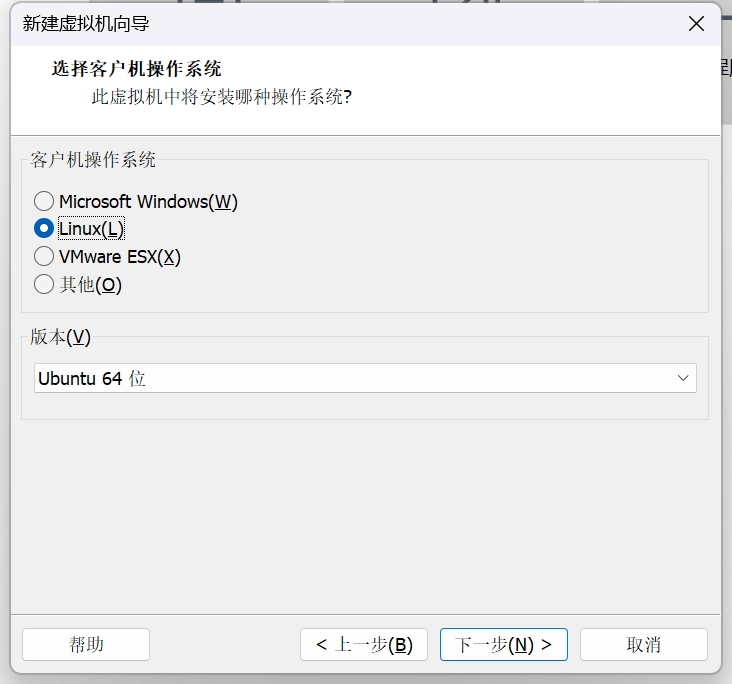 新建虚拟机向导
选择客户机操作系统
此虚拟机中将安装哪种操作系统?
客户机操作系统
Microsoft Windows(W)
Linux(L)
VMware ESX(X)
其他(O)
版本(V)
Ubuntu 64 位
帮助
< 上一步(B)
下一步(N) >
取消